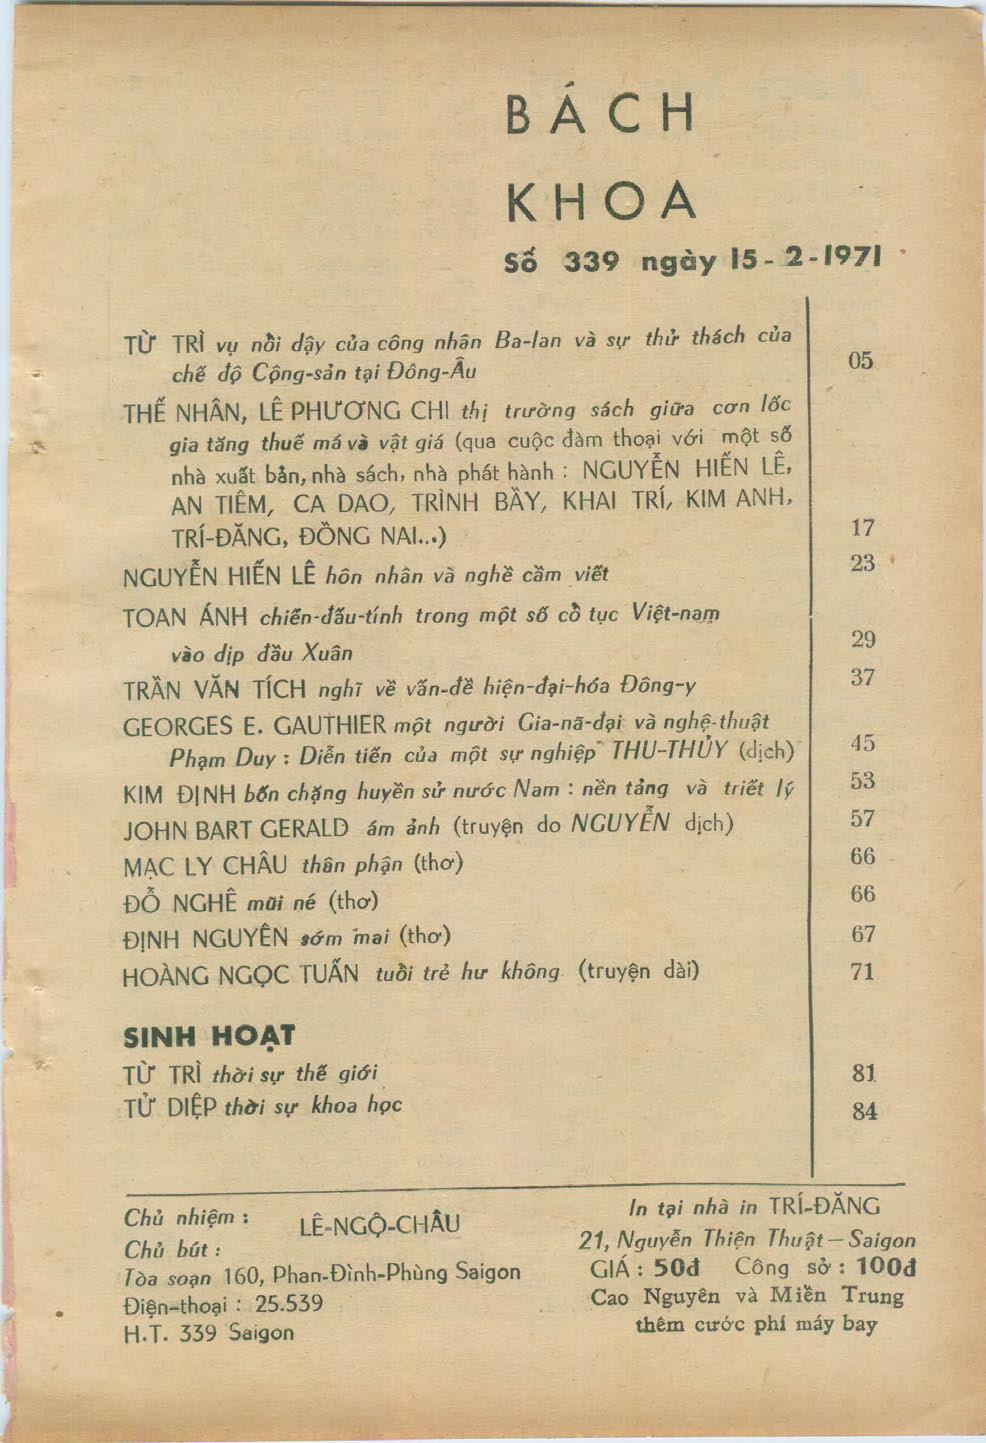 BÁCH
KHOA
Số 339 ngày 15-2-1971
TỪ TRÌ vụ nổi dậy của công nhân Ba-lan và sự thử thách của
chế độ Cộng-sản tại Đông-Âu 05
THẾ NHÂN, LÊ PHƯƠNG CHI thị trường sách giữa cơn lốc
gia tăng thuế má và vật giá (qua cuộc đàm thoại với một số
nhà xuất bản, nhà sách, nhà phát hành : NGUYỄN HIẾN LÊ,
AN TIÊM, CA DAO, TRÌNH BẦY, KHAI TRÍ, KIM ANH,
TRÍ-ĐĂNG, ĐỒNG NAI...) 17
NGUYỄN HIẾN LÊ hôn nhân và nghề cầm viết 23
TOAN ÁNH chiến-đấu-tính trong một số cổ tục Việt-nam
vào dịp đầu Xuân 29
TRẦN VĂN TÍCH nghĩ về vấn-đề hiện-đại-hóa Đông-y 37
GEORGES E. GAUTHIER một người Gia-nã-đại và nghệ-thuật
Phạm Duy : Diễn tiến của một sự nghiệp THU-THỦY (dịch) 45
KIM ĐỊNH bốn chặng huyền sử nước Nam : nền tảng và triết lý 53
JOHN BART GERALD ám ảnh (truyện do NGUYỄN dịch) 57
MẠC LY CHÂU thân phận (thơ) 66
ĐỖ NGHÊ mũi né (thơ) 66
ĐỊNH NGUYÊN sớm mai (thơ) 67
HOÀNG NGỌC TUẤN tuổi trẻ hư không (truyện dài) 71
SINH HOẠT
TỪ TRÌ thời sự thế giới 81
TỬ DIỆP thời sự khoa học 84
Chủ nhiệm : LÊ-NGỘ-CHÂU
Chủ bút :
Tòa soạn 160, Phan-Đình-Phùng Saigon
Điện-thoại : 25.539
H.T. 339 Saigon
In tại nhà in TRÍ-ĐĂNG
21, Nguyễn Thiện Thuật — Saigon
GIÁ : 50đ Công sở : 100đ
Cao Nguyên và Miền Trung
thêm cước phí máy bay